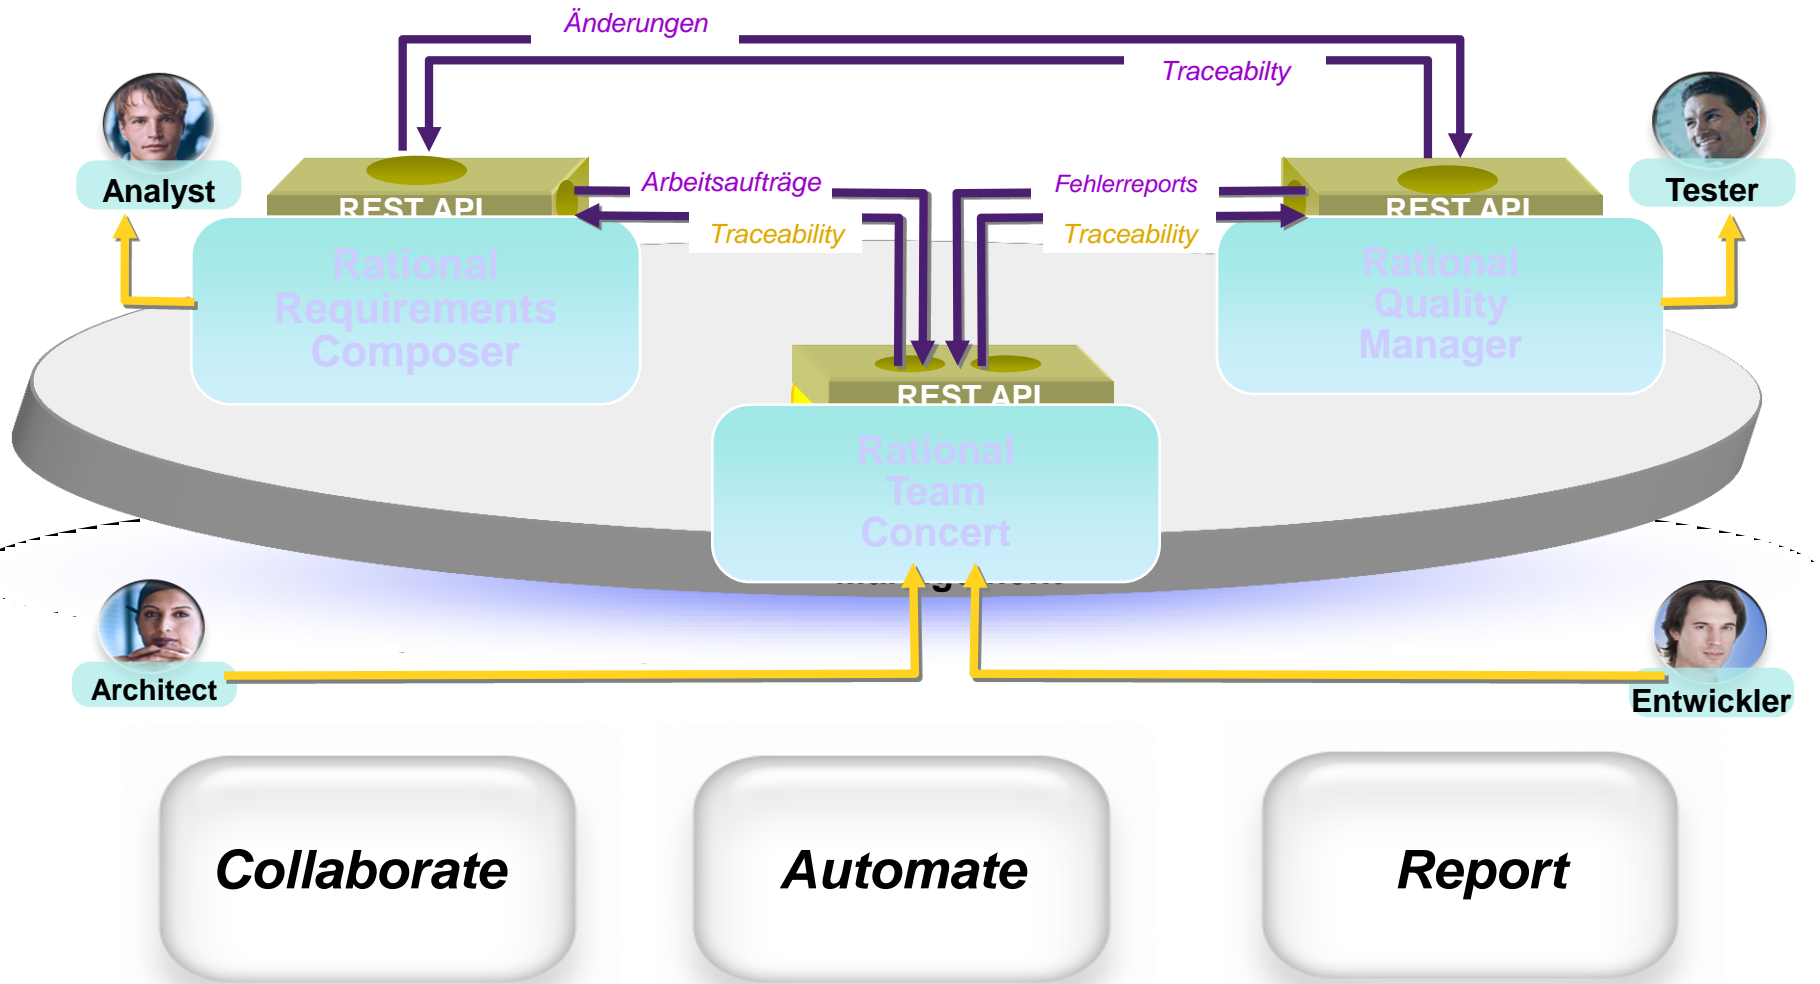 Änderungen
Traceabilty
Analyst
Tester
REST API
Arbeitsaufträge
Fehlerreports
REST API
Traceability
Traceability
Rational
Requirements
Composer
Rational
Quality
Manager
REST API
Rational
Team
Concert
Architect
Entwickler
Collaborate
Automate
Report